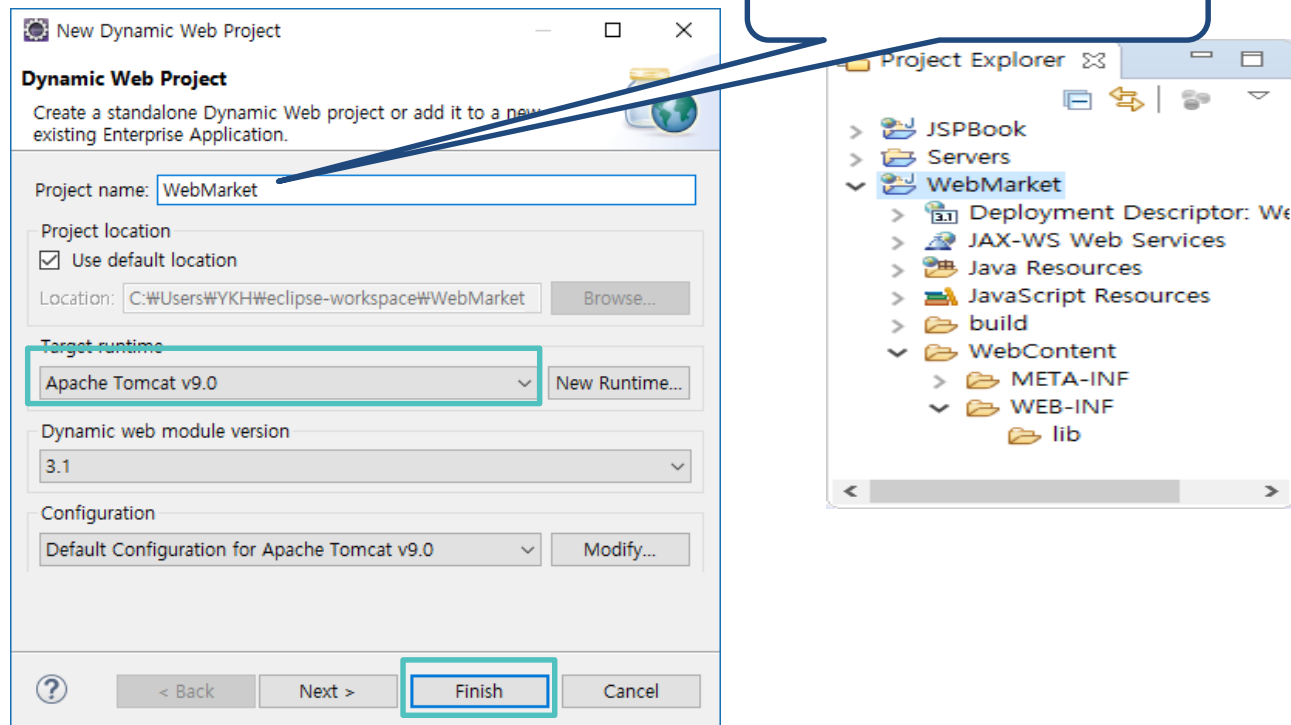 New Dynamic Web Project
Dynamic Web Project
Create a standalone Dynamic Web project or add it to a new
existing Enterprise Application.
Project name: WebMarket
Project location
Use default location
Location: C:₩Users₩YKH₩eclipse-workspace₩WebMarket Browse...
Target runtime
Apache Tomcat v9.0 New Runtime...
Dynamic web module version
3.1
Configuration
Default Configuration for Apache Tomcat v9.0 Modify...
< Back Next > Finish Cancel
Project Explorer
JSPBook
Servers
WebMarket
3.1 Deployment Descriptor: We
JAX-WS Web Services
Java Resources
JavaScript Resources
build
WebContent
META-INF
WEB-INF
lib